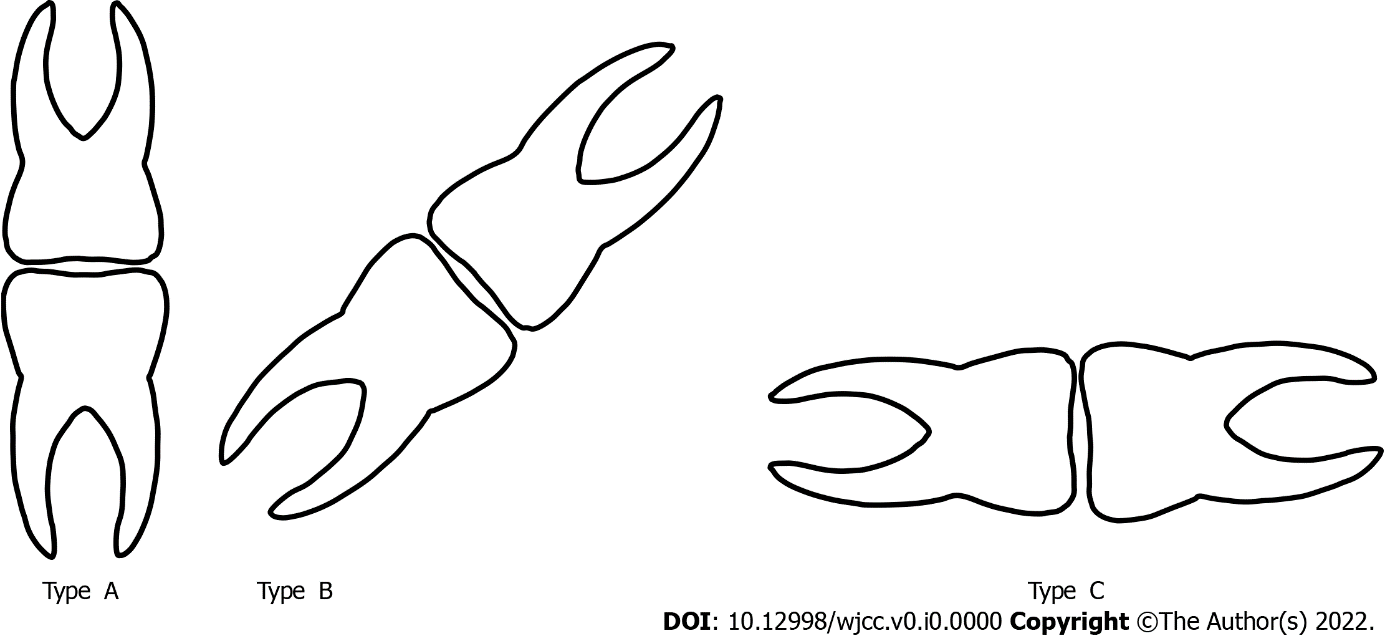 Type A
Type B
Type C
DOI: 10.12998/wjcc.v0.i0.0000 Copyright ©The Author(s) 2022.